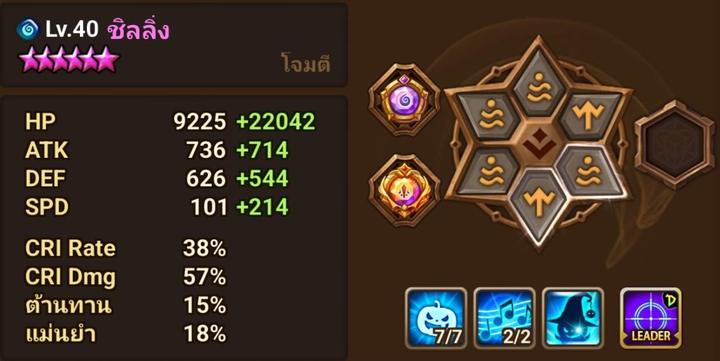 Lv.40 ชิลลิ่ง
โจมตี
HP 9225 +22042
ATK 736 +714
DEF 626 +544
SPD 101 +214
CRI Rate 38%
CRI Dmg 57%
ต้านทาน 15%
แม่นยำ 18%
7/7 2/2 LEADER